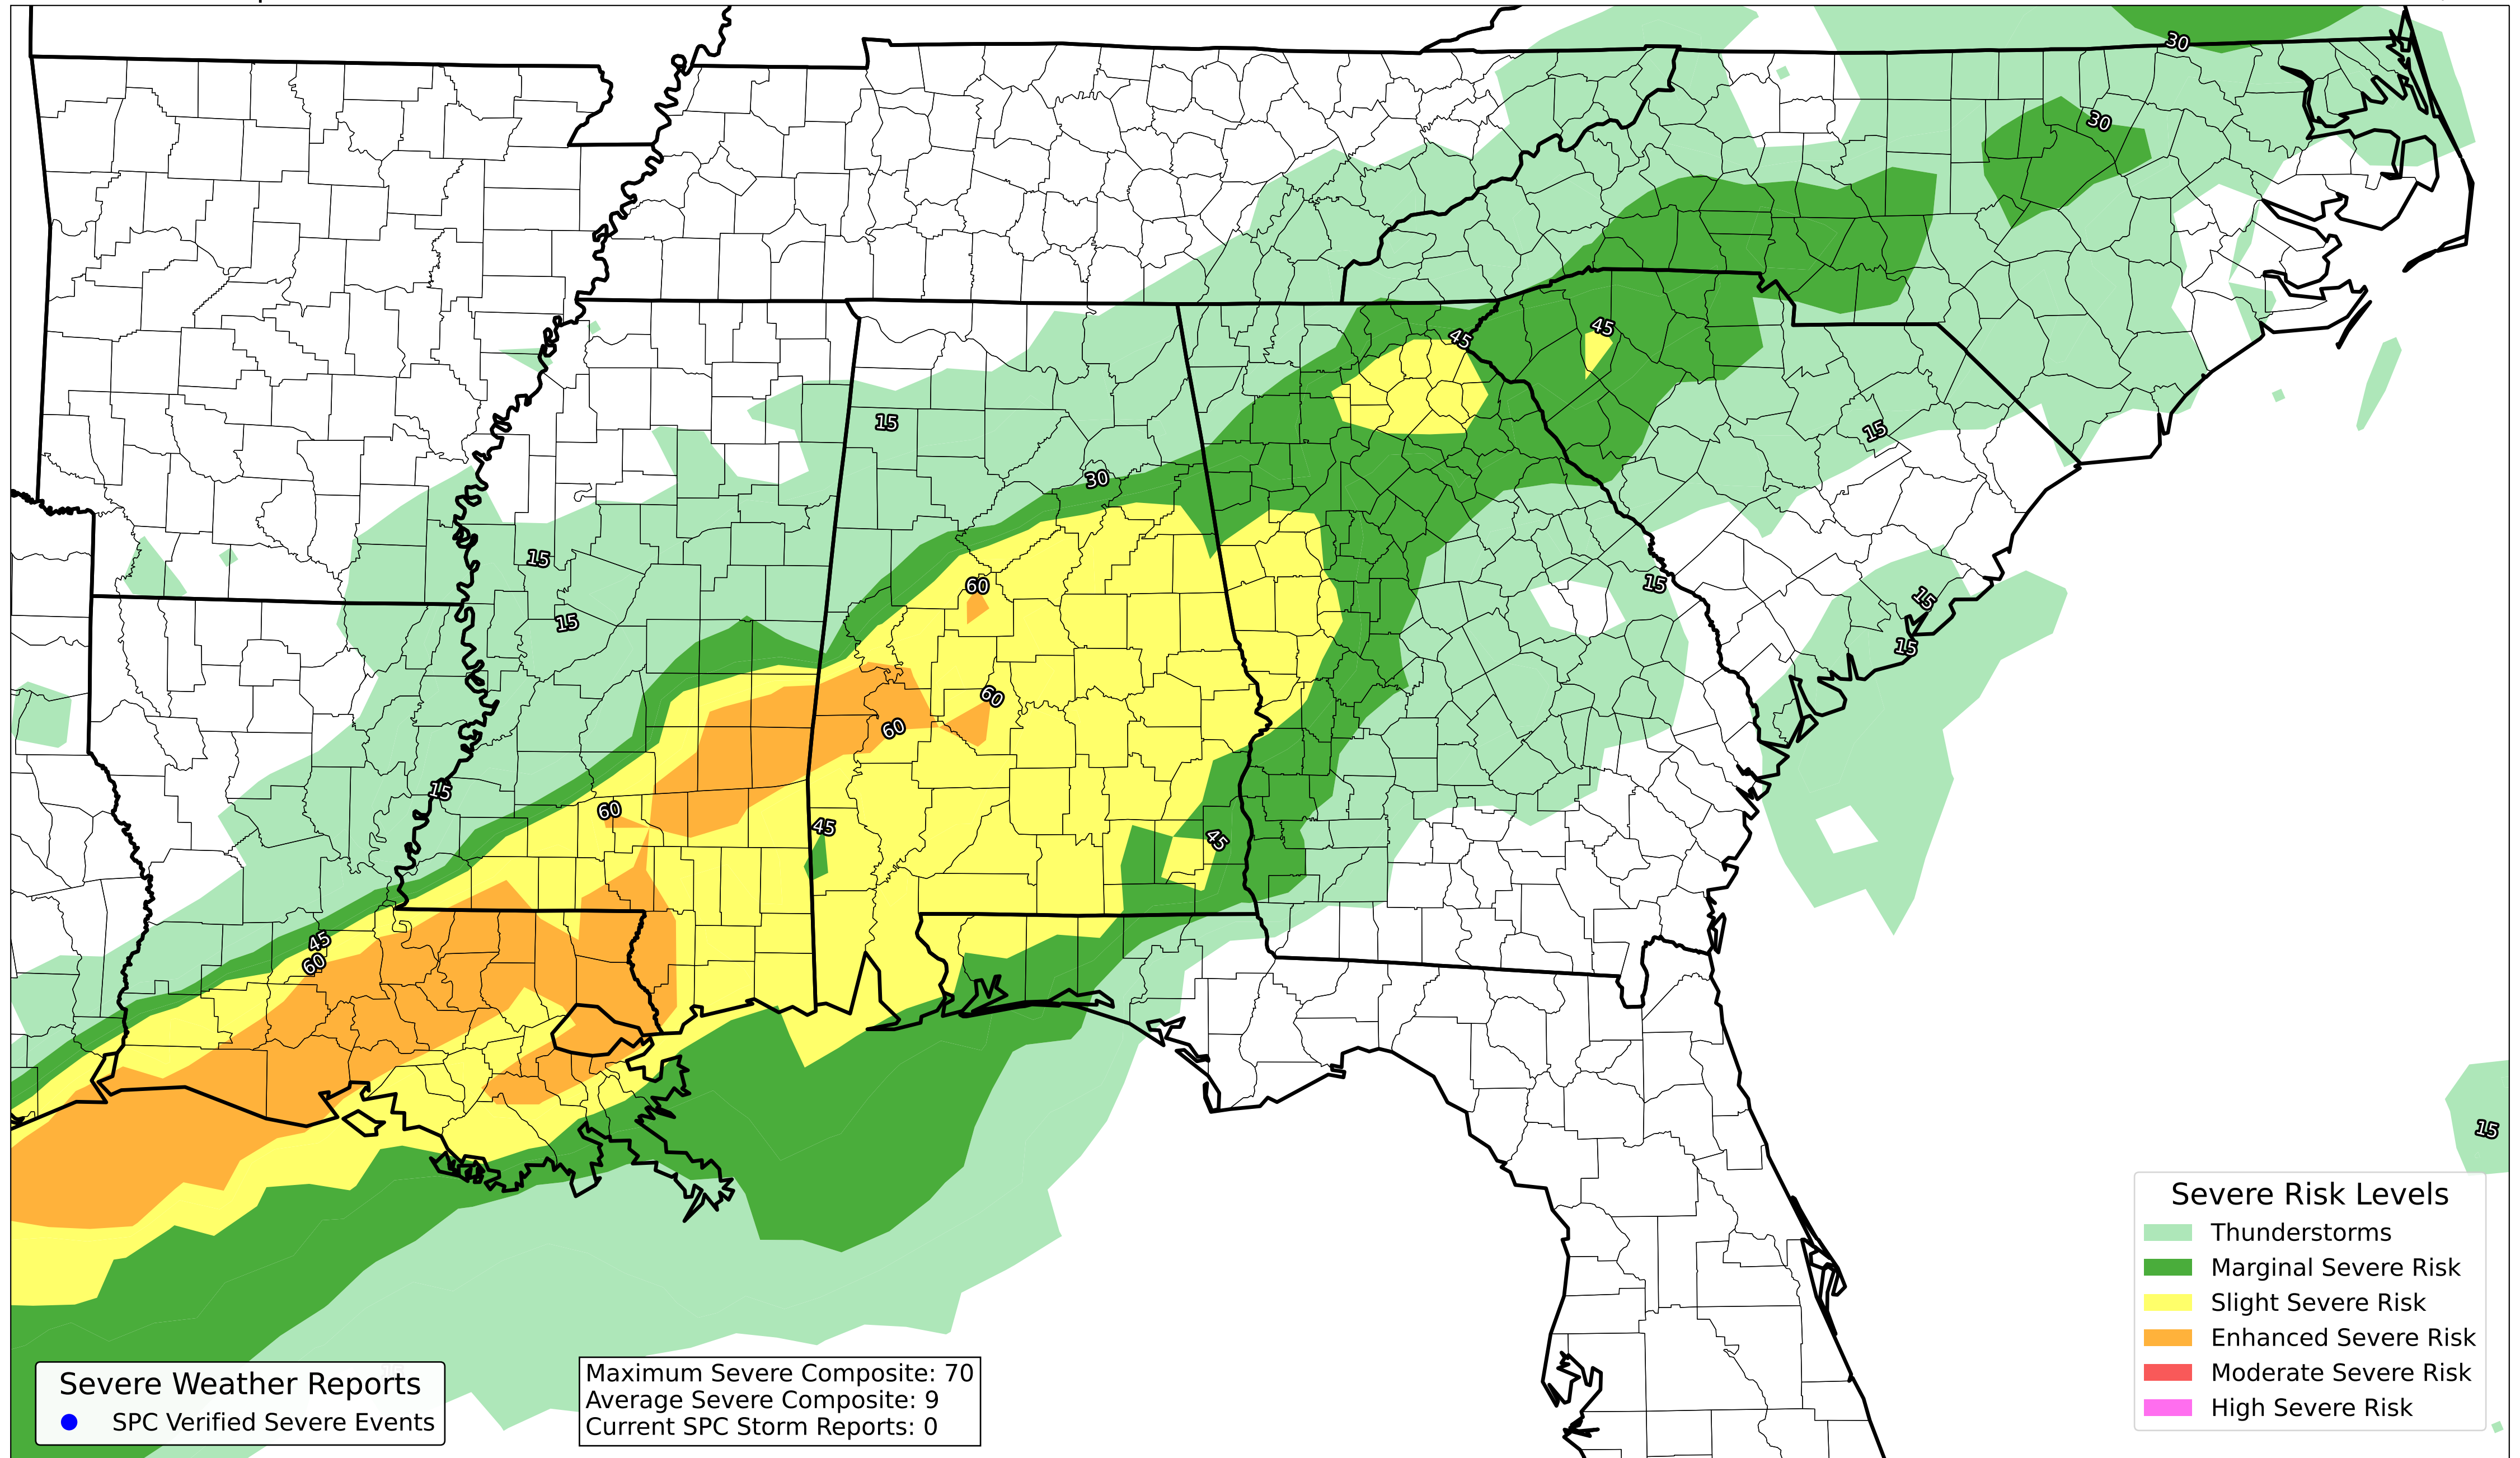 30
30
45
45
15
30
15
15
60
15
15
15
15
15
60
60
15
60
45
45
45
60
15
Severe Risk Levels
Thunderstorms
Marginal Severe Risk
Slight Severe Risk
Enhanced Severe Risk
Moderate Severe Risk
High Severe Risk
Severe Weather Reports
SPC Verified Severe Events
Maximum Severe Composite: 70
Average Severe Composite: 9
Current SPC Storm Reports: 0